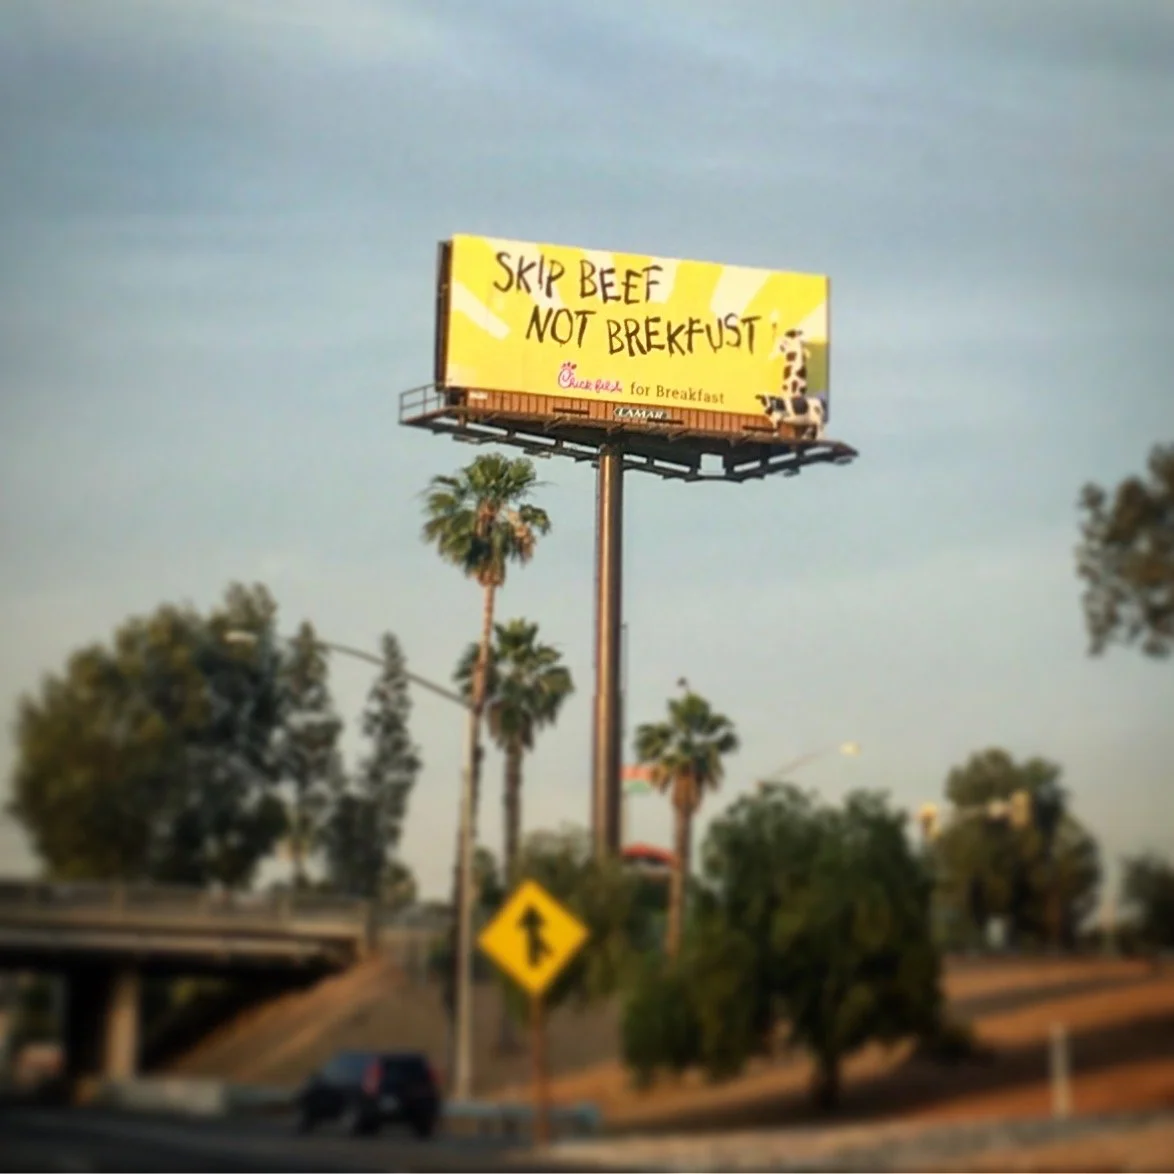 SKIP BEEF
NOT BREKFUST
Chick-fil-A for Breakfast
LAMAR